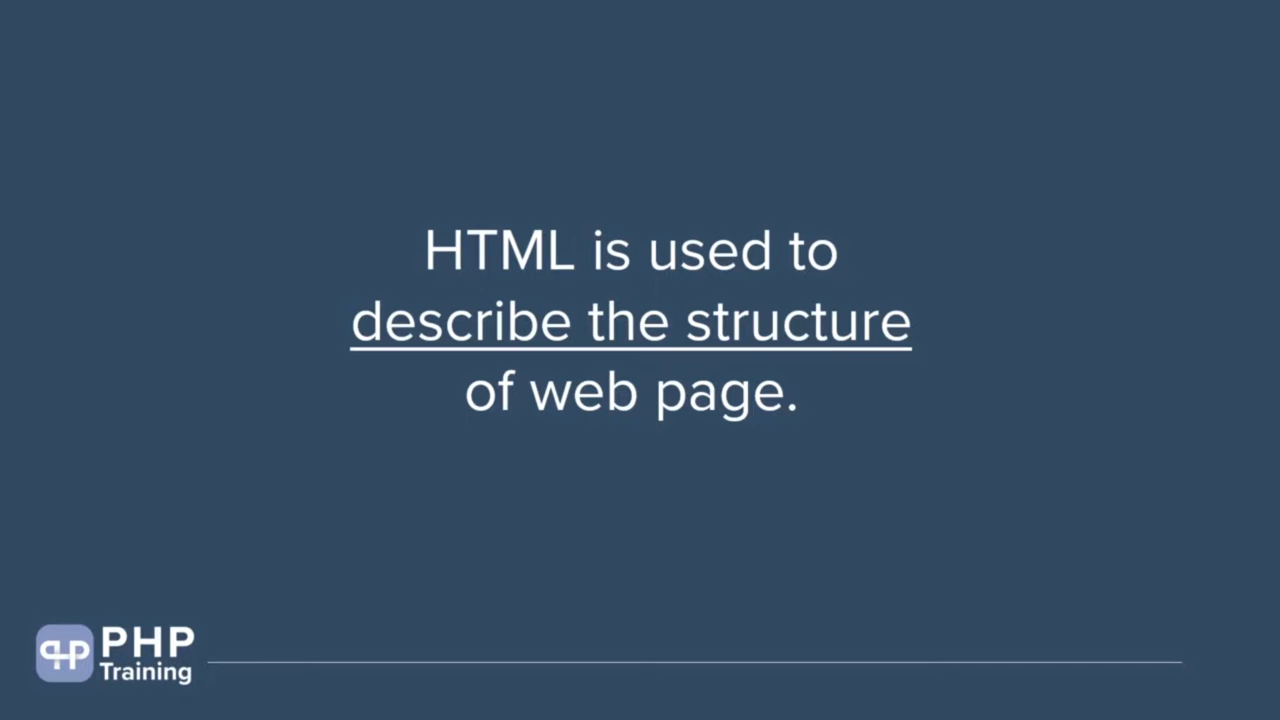 HTML is used to
describe the structure
of web page.
PHP
Training